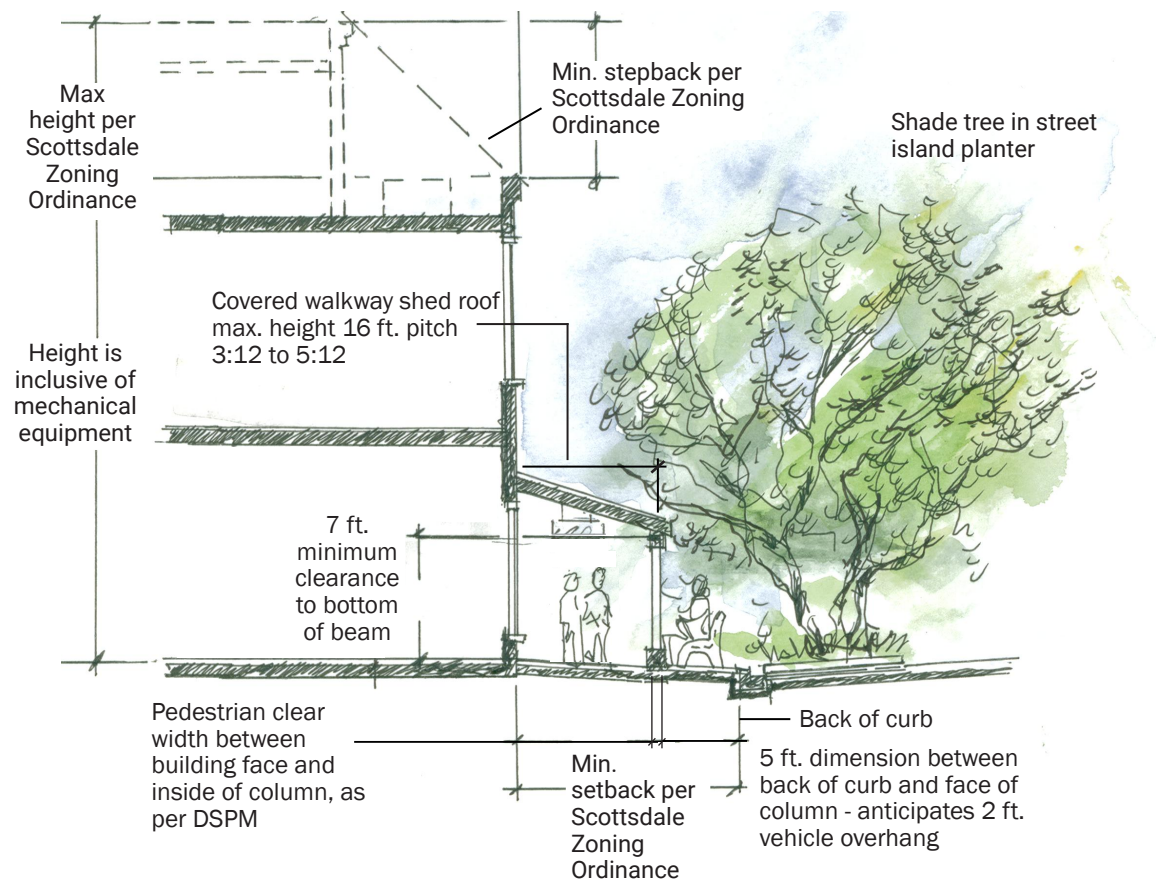 Max
height per
Scottsdale
Zoning
Ordinance
Min. stepback per
Scottsdale Zoning
Ordinance
Shade tree in street
island planter
Covered walkway shed roof
max. height 16 ft. pitch
3:12 to 5:12
Height is
inclusive of
mechanical
equipment
7 ft.
minimum
clearance
to bottom
of beam
Pedestrian clear
width between
building face and
inside of column, as
per DSPM
Back of curb
Min.
setback per
Scottsdale
Zoning
Ordinance
5 ft. dimension between
back of curb and face of
column - anticipates 2 ft.
vehicle overhang